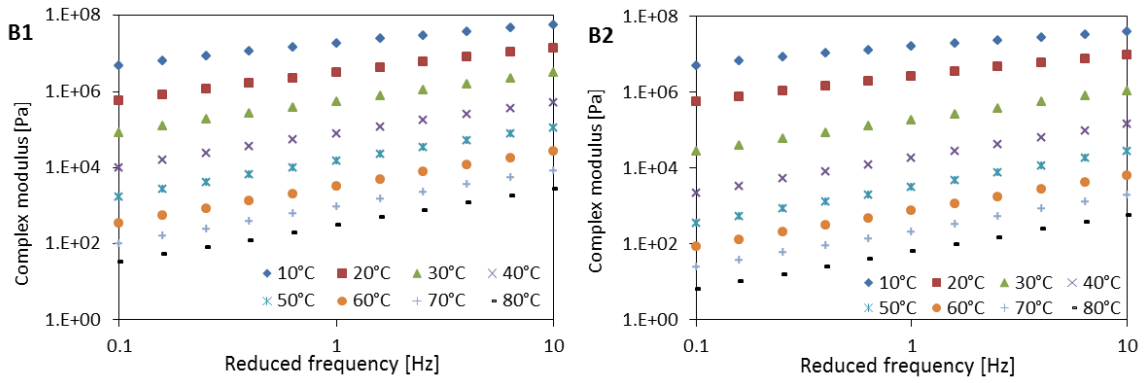 B1
Complex modulus [Pa]
1.E+08
1.E+06
1.E+04
1.E+02
1.E+00
10°C 20°C 30°C 40°C
50°C 60°C 70°C 80°C
0.1 1 10
Reduced frequency [Hz]
B2
Complex modulus [Pa]
1.E+08
1.E+06
1.E+04
1.E+02
1.E+00
10°C 20°C 30°C 40°C
50°C 60°C 70°C 80°C
0.1 1 10
Reduced frequency [Hz]